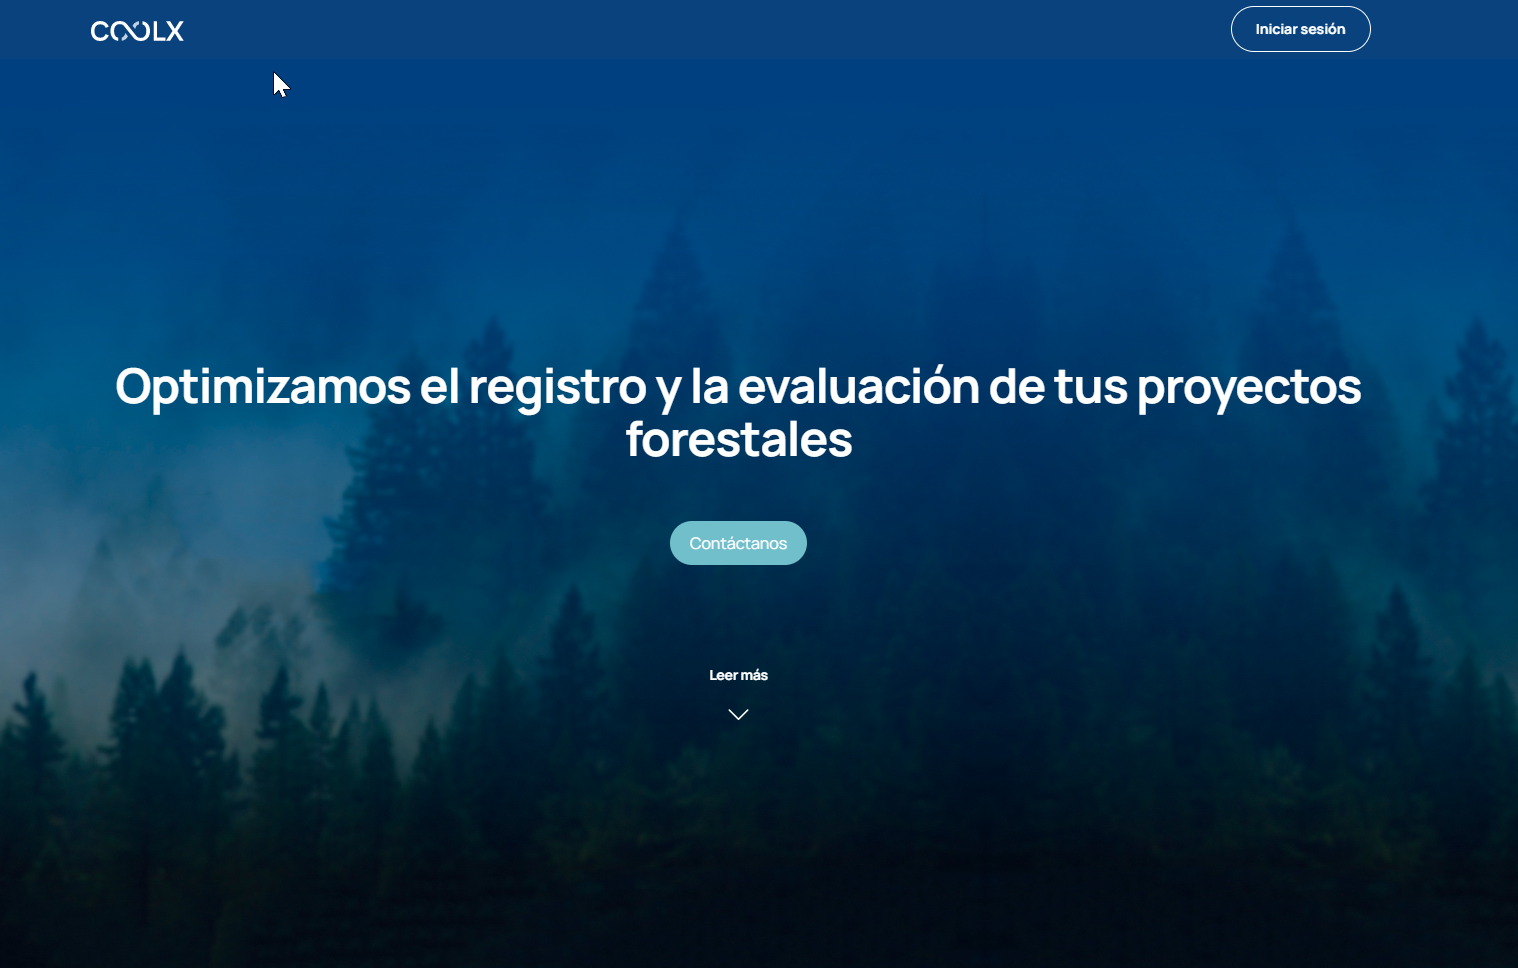 COOLX
Iniciar sesión
Optimizamos el registro y la evaluación de tus proyectos
forestales
Contáctanos
Leer más